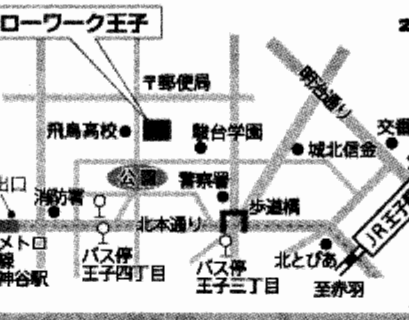 ローワーク王子
〒郵便局
明治通り
飛鳥高校
駿台学園
城北信金
交番
公園
警察署
出口
消防署
歩道橋
北本通り
メトロ
線
神谷駅
バス停
王子四丁目
バス停
王子三丁目
北とぴあ
至赤羽
JR王子